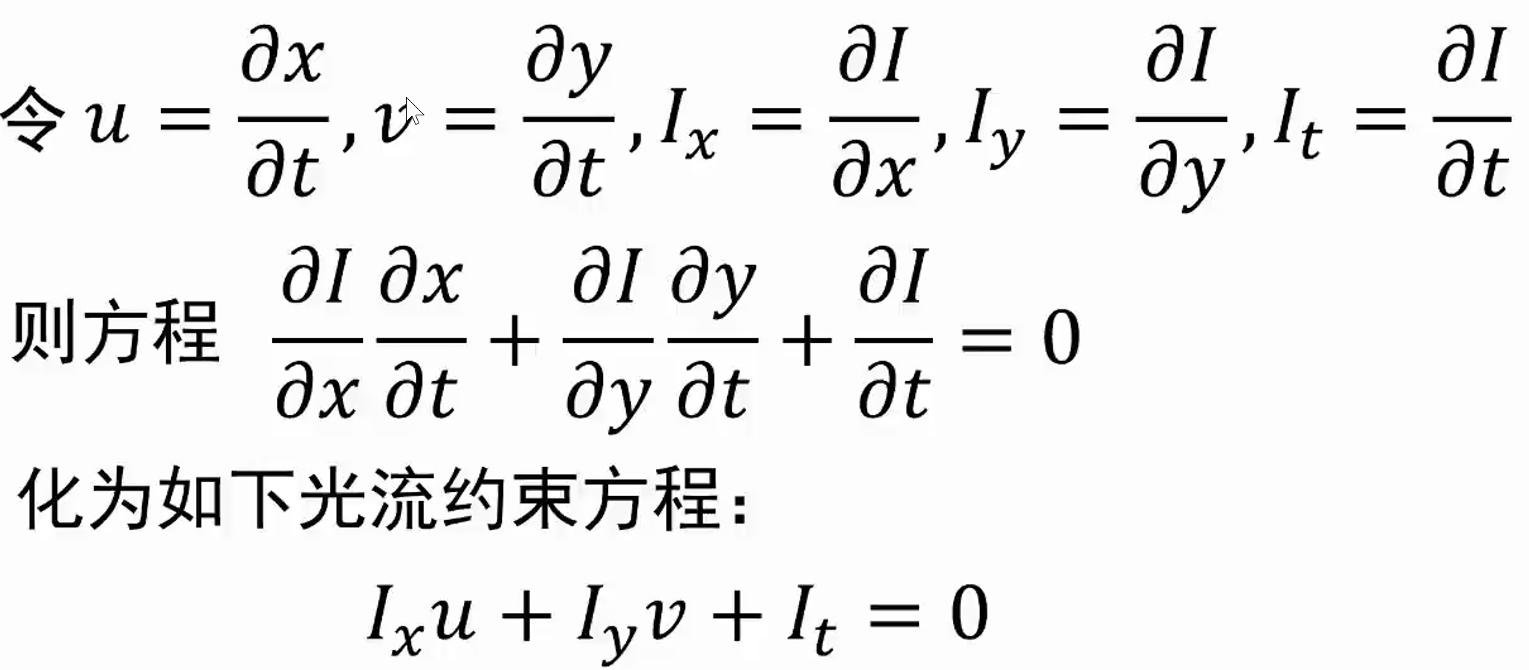 令 u = ∂x/∂t , v = ∂y/∂t , I_x = ∂I/∂x , I_y = ∂I/∂y , I_t = ∂I/∂t
则方程 ∂I/∂x ∂x/∂t + ∂I/∂y ∂y/∂t + ∂I/∂t = 0
化为如下光流约束方程：
I_x u + I_y v + I_t = 0